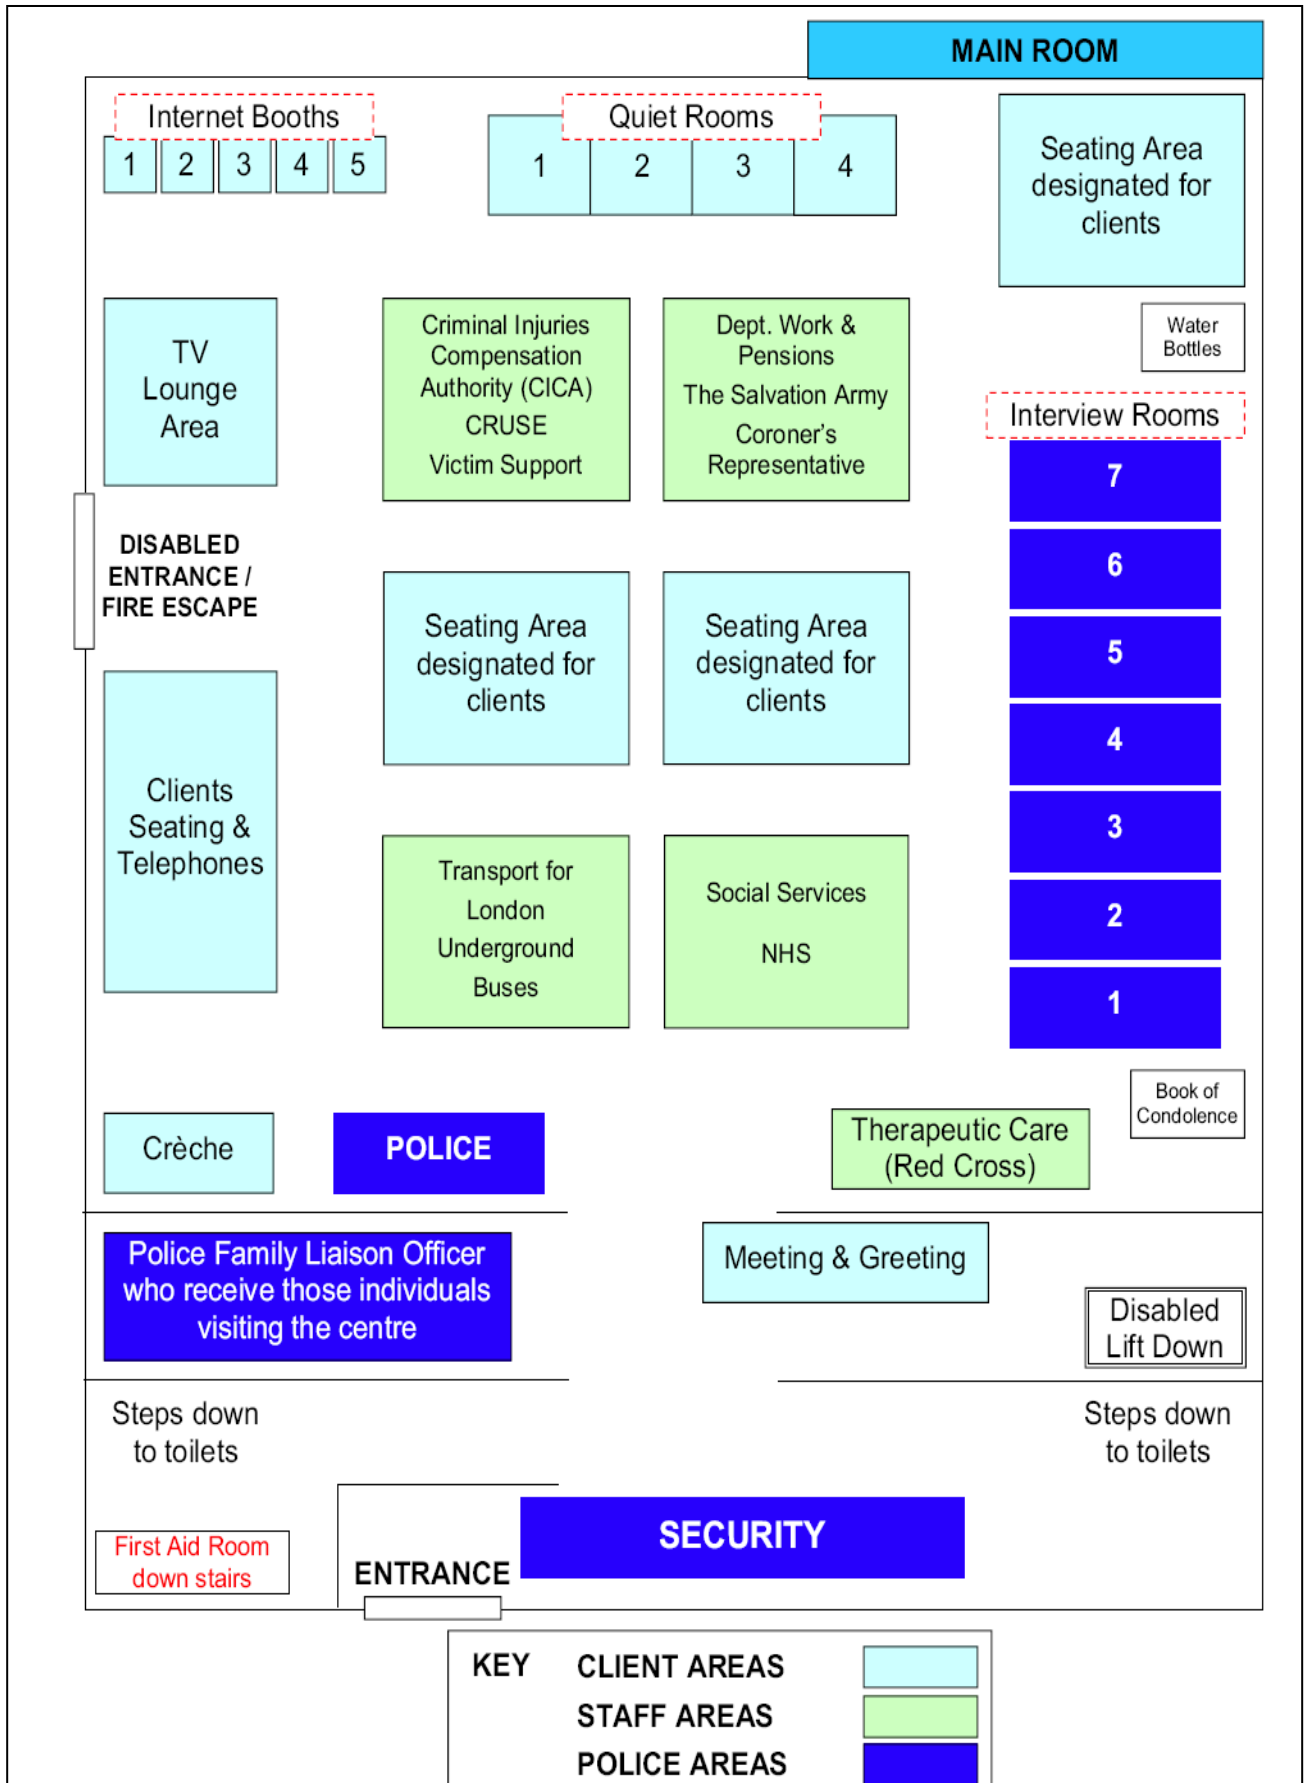 MAIN ROOM
Internet Booths
1 2 3 4 5
Quiet Rooms
1 2 3 4
Seating Area
designated for
clients
TV
Lounge
Area
Criminal Injuries
Compensation
Authority (CICA)
CRUSE
Victim Support
Dept. Work &
Pensions
The Salvation Army
Coroner's
Representative
Water
Bottles
Interview Rooms
7
6
5
4
3
2
1
DISABLED
ENTRANCE /
FIRE ESCAPE
Seating Area
designated for
clients
Seating Area
designated for
clients
Clients
Seating &
Telephones
Transport for
London
Underground
Buses
Social Services
NHS
Book of
Condolence
Crèche
POLICE
Therapeutic Care
(Red Cross)
Police Family Liaison Officer
who receive those individuals
visiting the centre
Meeting & Greeting
Disabled
Lift Down
Steps down
to toilets
Steps down
to toilets
First Aid Room
down stairs
ENTRANCE
SECURITY
KEY CLIENT AREAS
STAFF AREAS
POLICE AREAS